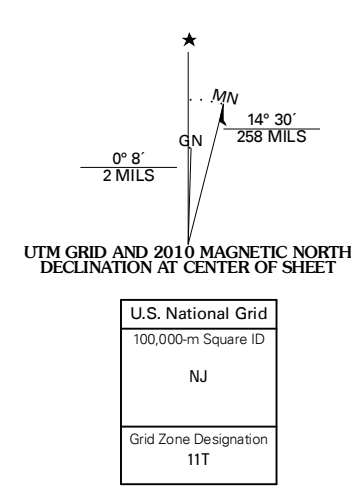 ★
MN
14° 30´
258 MILS
GN
0° 8´
2 MILS
UTM GRID AND 2010 MAGNETIC NORTH
DECLINATION AT CENTER OF SHEET
U.S. National Grid
100,000-m Square ID
NJ
Grid Zone Designation
11T